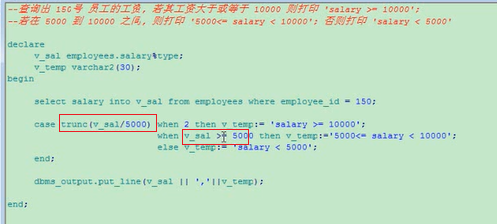 --查询出 150号 员工的工资, 若其工资大于或等于 10000 则打印 'salary >= 10000';
--若在 5000 到 10000 之间, 则打印 '5000<= salary < 10000'; 否则打印 'salary < 5000'
declare
v_sal employees.salary%type;
v_temp varchar2(30);
begin
select salary into v_sal from employees where employee_id = 150;
case trunc(v_sal/5000) when 2 then v_temp:= 'salary >= 10000';
when v_sal >= 5000 then v_temp:='5000<= salary < 10000';
else v_temp:= 'salary < 5000';
end;
dbms_output.put_line(v_sal || ','||v_temp);
end;